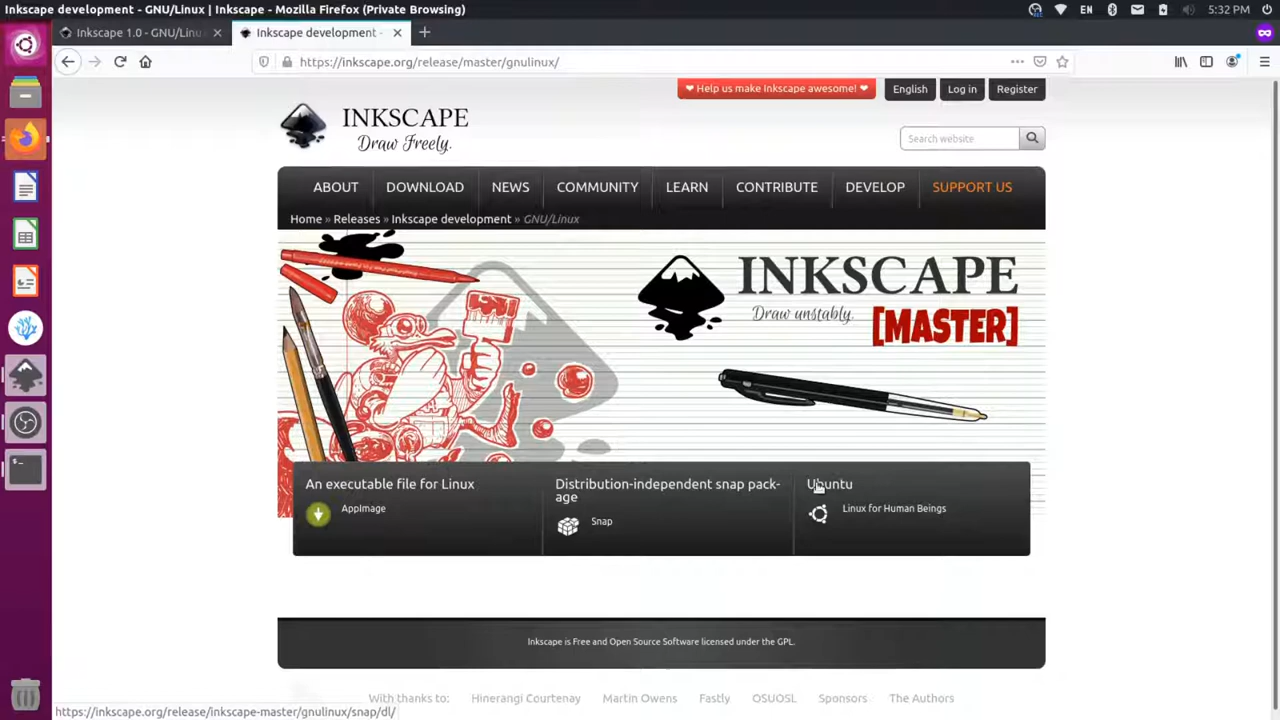 Inkscape development - GNU/Linux | Inkscape - Mozilla Firefox (Private Browsing)
EN
5:32 PM
Inkscape 1.0 - GNU/Linu
Inkscape development -
https://inkscape.org/release/master/gnulinux/
❤ Help us make Inkscape awesome! ❤
English
Log in
Register
INKSCAPE
Draw Freely.
Search website
ABOUT
DOWNLOAD
NEWS
COMMUNITY
LEARN
CONTRIBUTE
DEVELOP
SUPPORT US
Home » Releases » Inkscape development » GNU/Linux
INKSCAPE
Draw unstably.
[MASTER]
An executable file for Linux
AppImage
Distribution-independent snap pack-
age
Snap
Ubuntu
Linux for Human Beings
Inkscape is Free and Open Source Software licensed under the GPL.
With thanks to:
Hinerangi Courtenay
Martin Owens
Fastly
OSUOSL
Sponsors
The Authors
https://inkscape.org/release/inkscape-master/gnulinux/snap/dl/